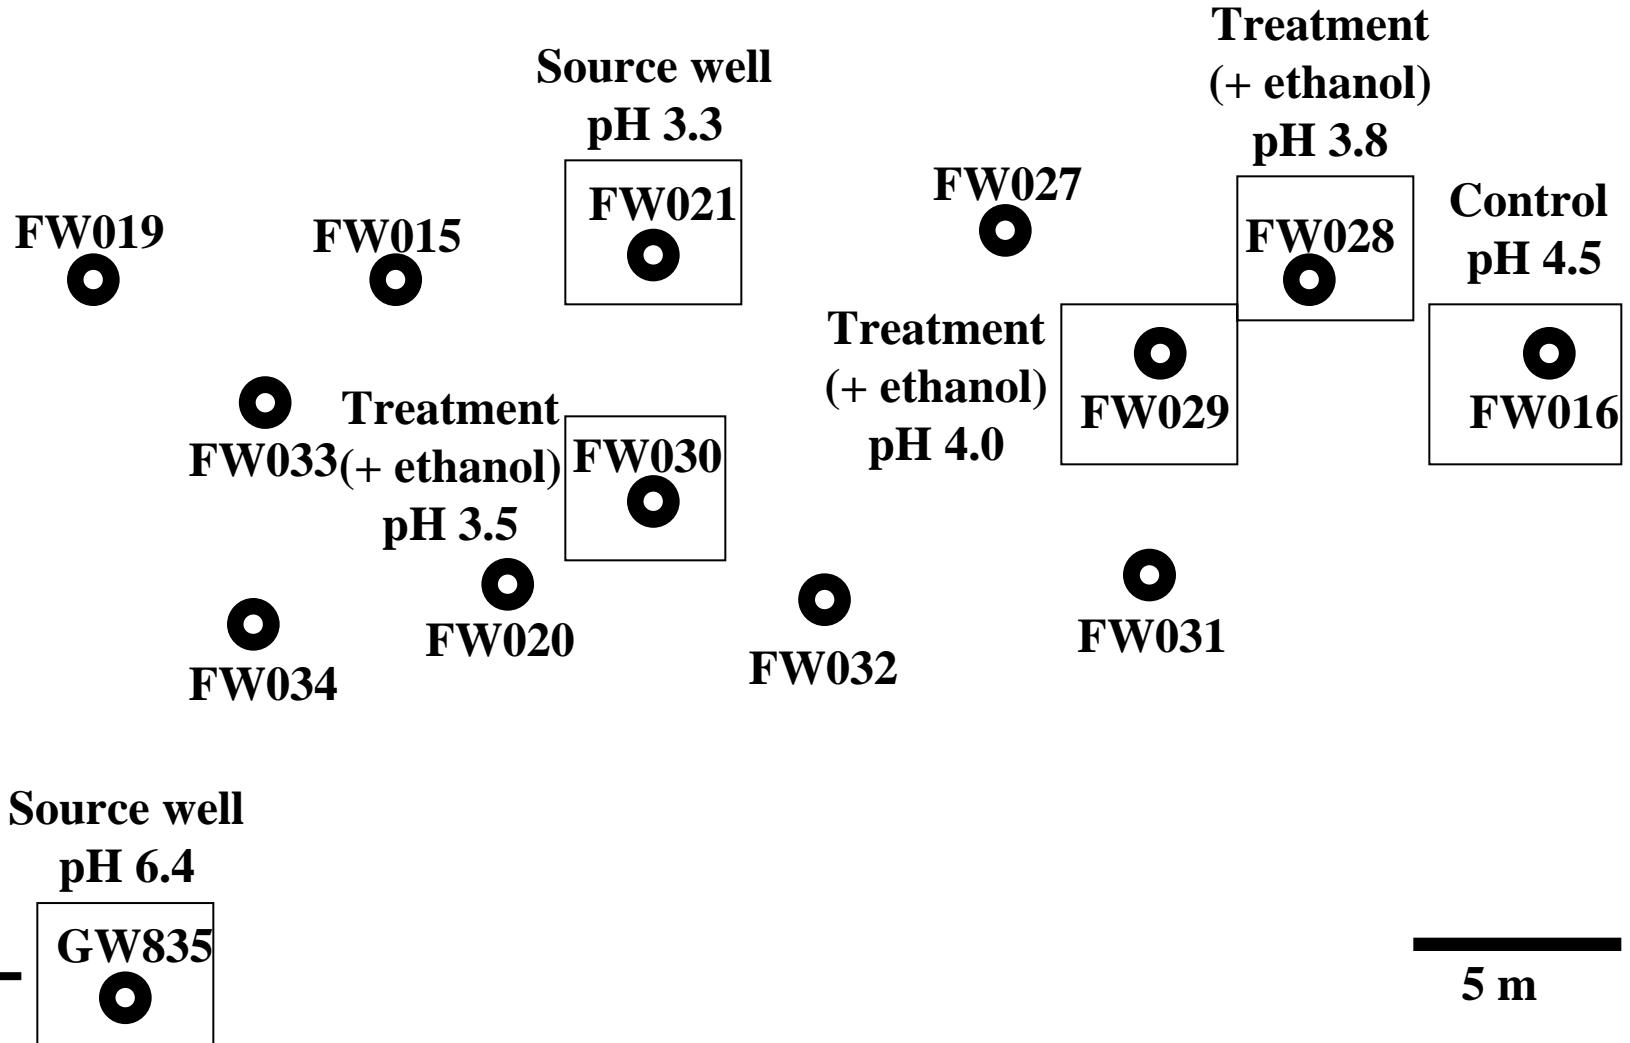 Treatment
(+ ethanol)
pH 3.8
Source well
pH 3.3
FW021
FW027
FW028
Control
pH 4.5
FW019
FW015
Treatment
(+ ethanol)
pH 4.0
FW029
FW016
FW033
Treatment
(+ ethanol)
pH 3.5
FW030
FW034
FW020
FW032
FW031
Source well
pH 6.4
GW835
5 m